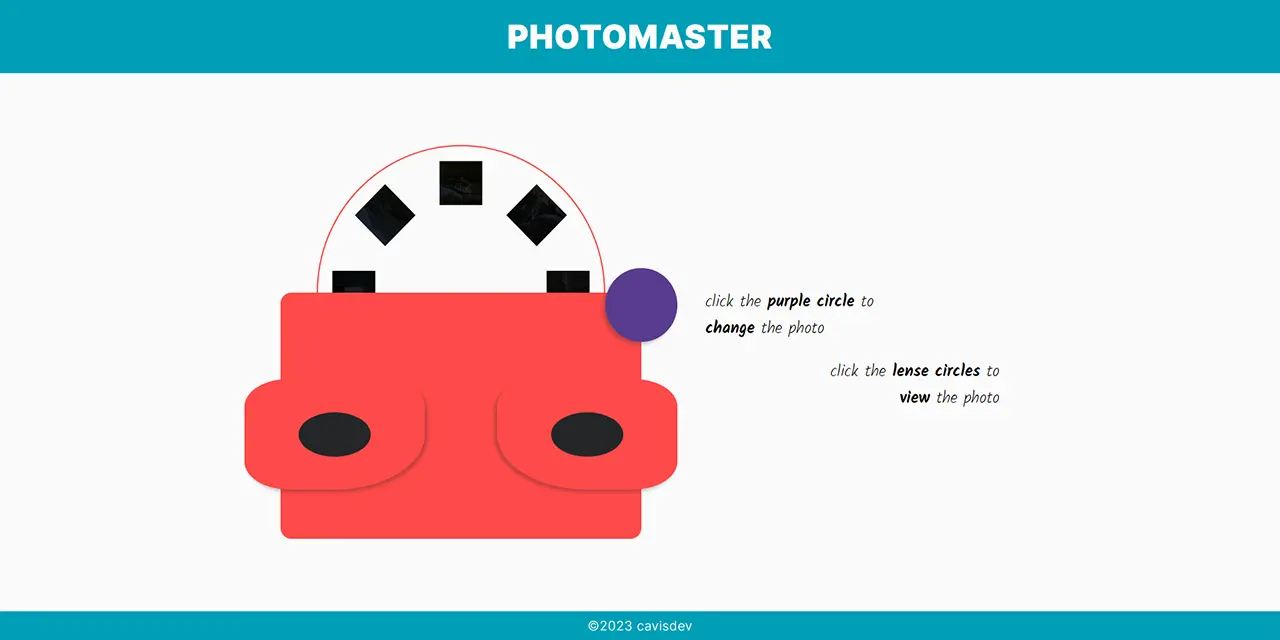 PHOTOMASTER
click the purple circle to
change the photo
click the lense circles to
view the photo
©2023 cavisdev